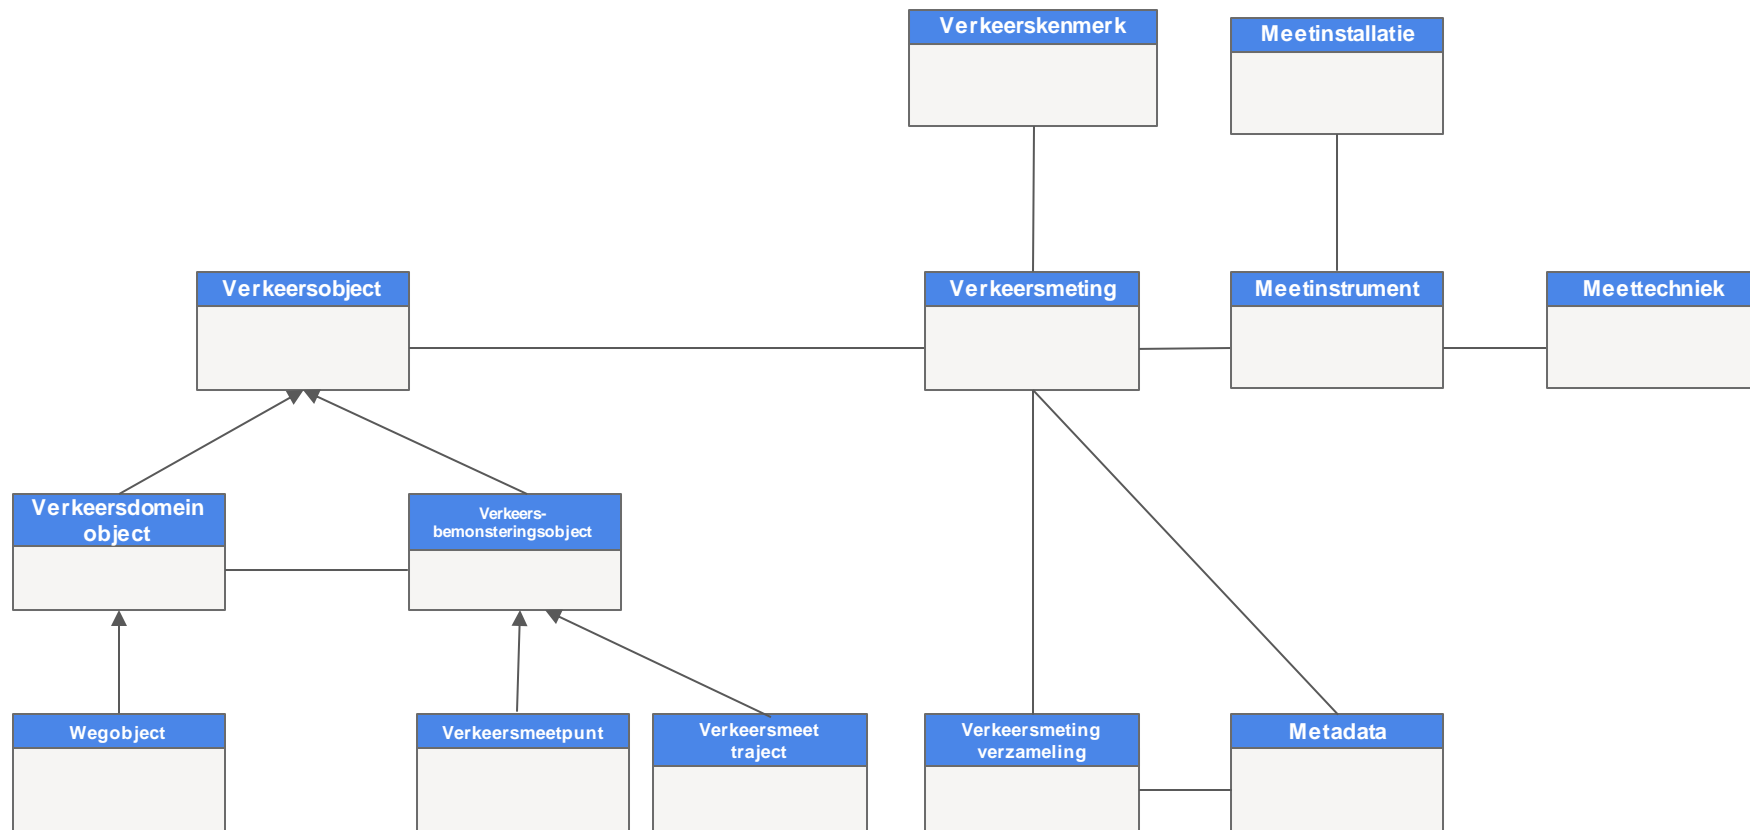 Verkeerskenmerk
Meetinstallatie
Verkeersobject
Verkeersmeting
Meetinstrument
Meettechniek
Verkeersdomein
object
Verkeers-
bemonsteringsobject
Wegobject
Verkeersmeetpunt
Verkeersmeet
traject
Verkeersmeting
verzameling
Metadata